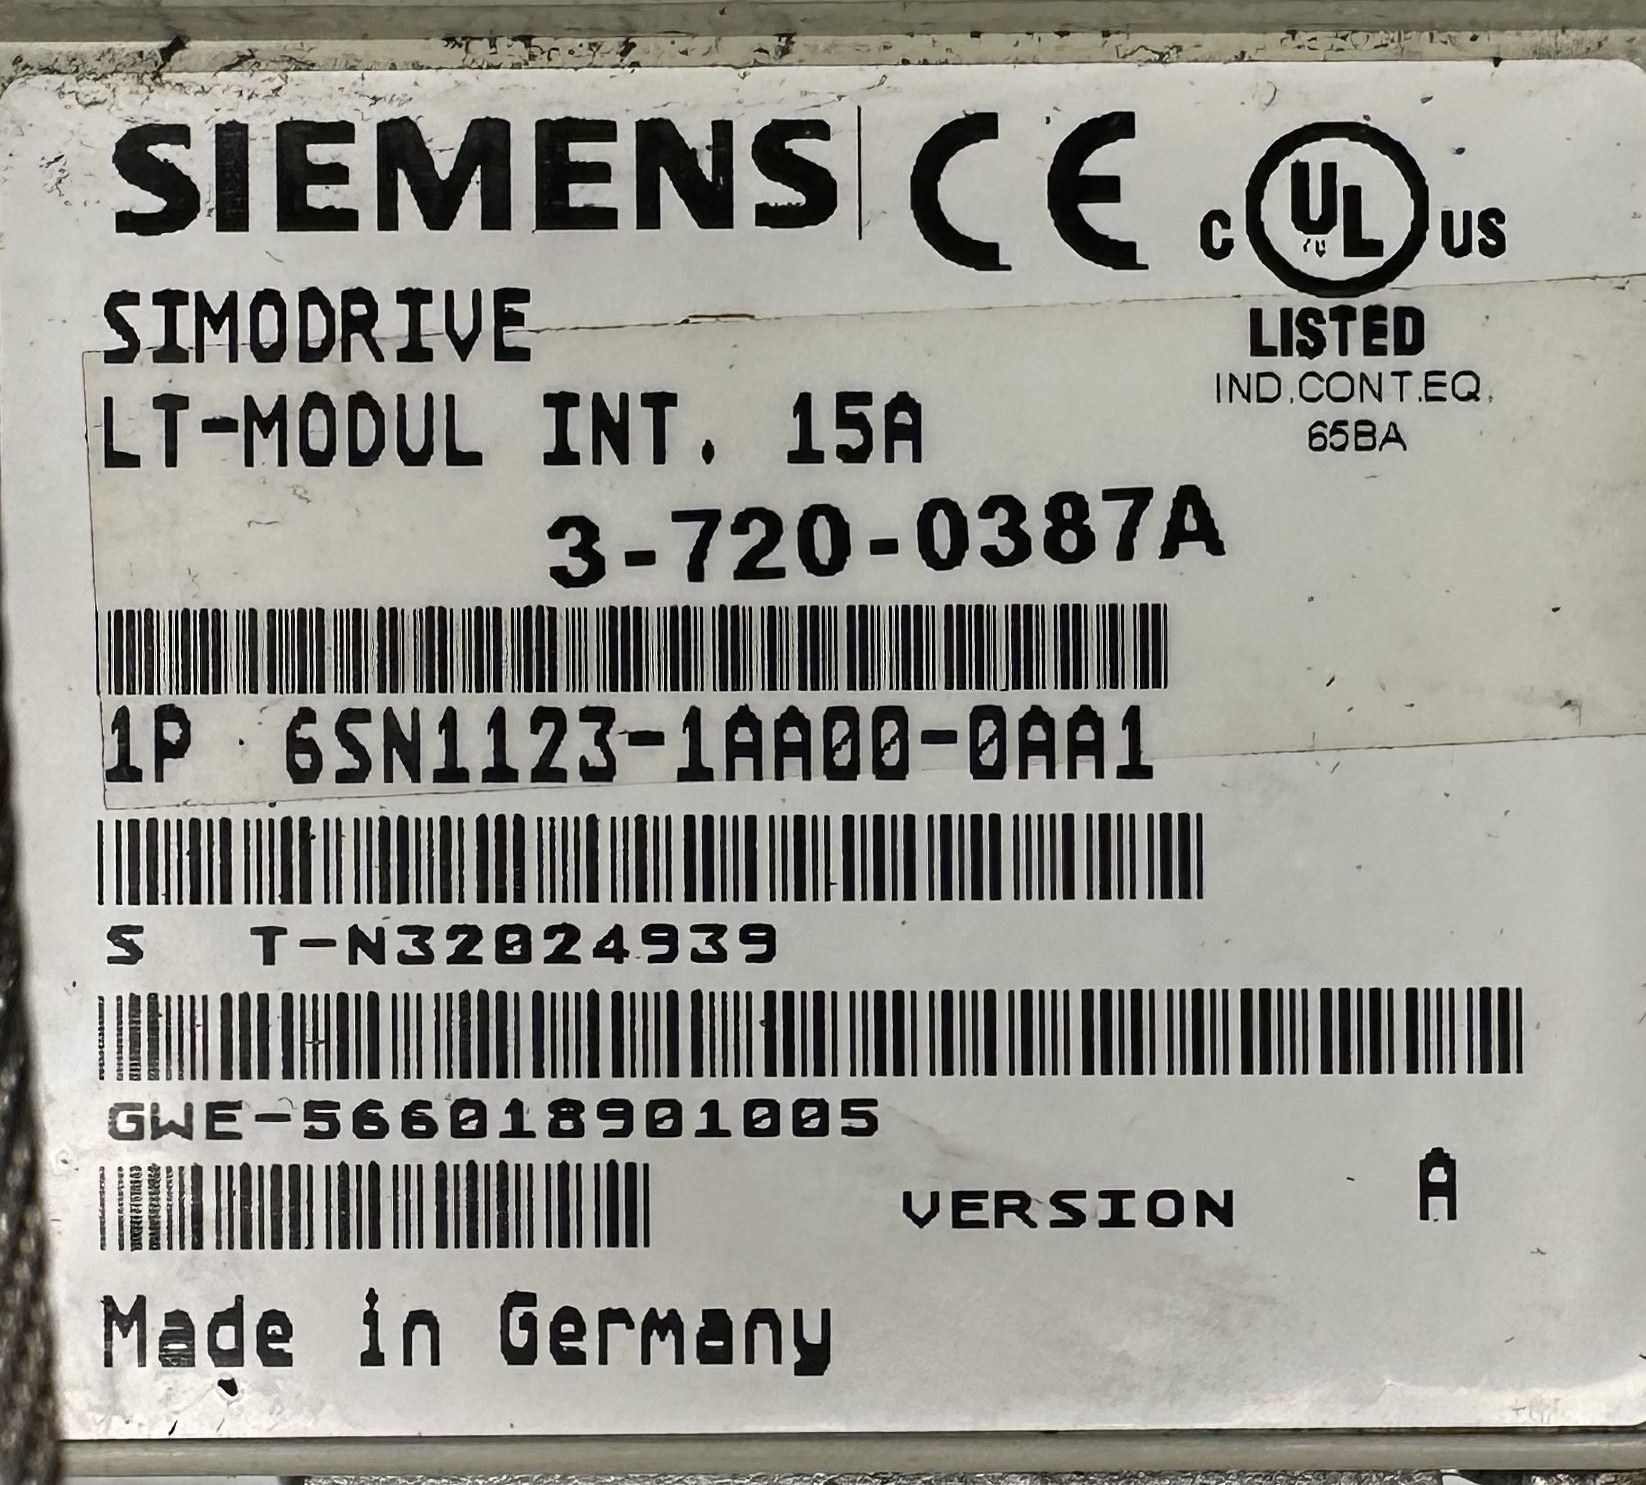 SIEMENS CE
C UL US
LISTED
IND.CONT.EQ.
65BA
SIMODRIVE
LT-MODUL INT. 15A
3-720-0387A
1P 6SN1123-1AA00-0AA1
S T-N32024939
GWE-566018901005
VERSION A
Made in Germany